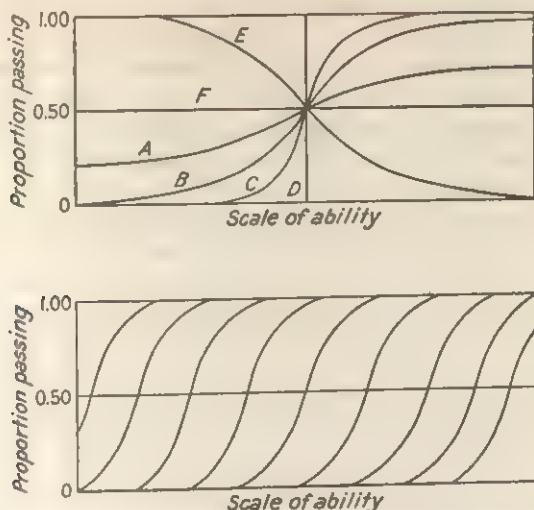 Proportion passing
1.00
0.50
0
E
F
A
B
C
D
Scale of ability
Proportion passing
1.00
0.50
0
Scale of ability